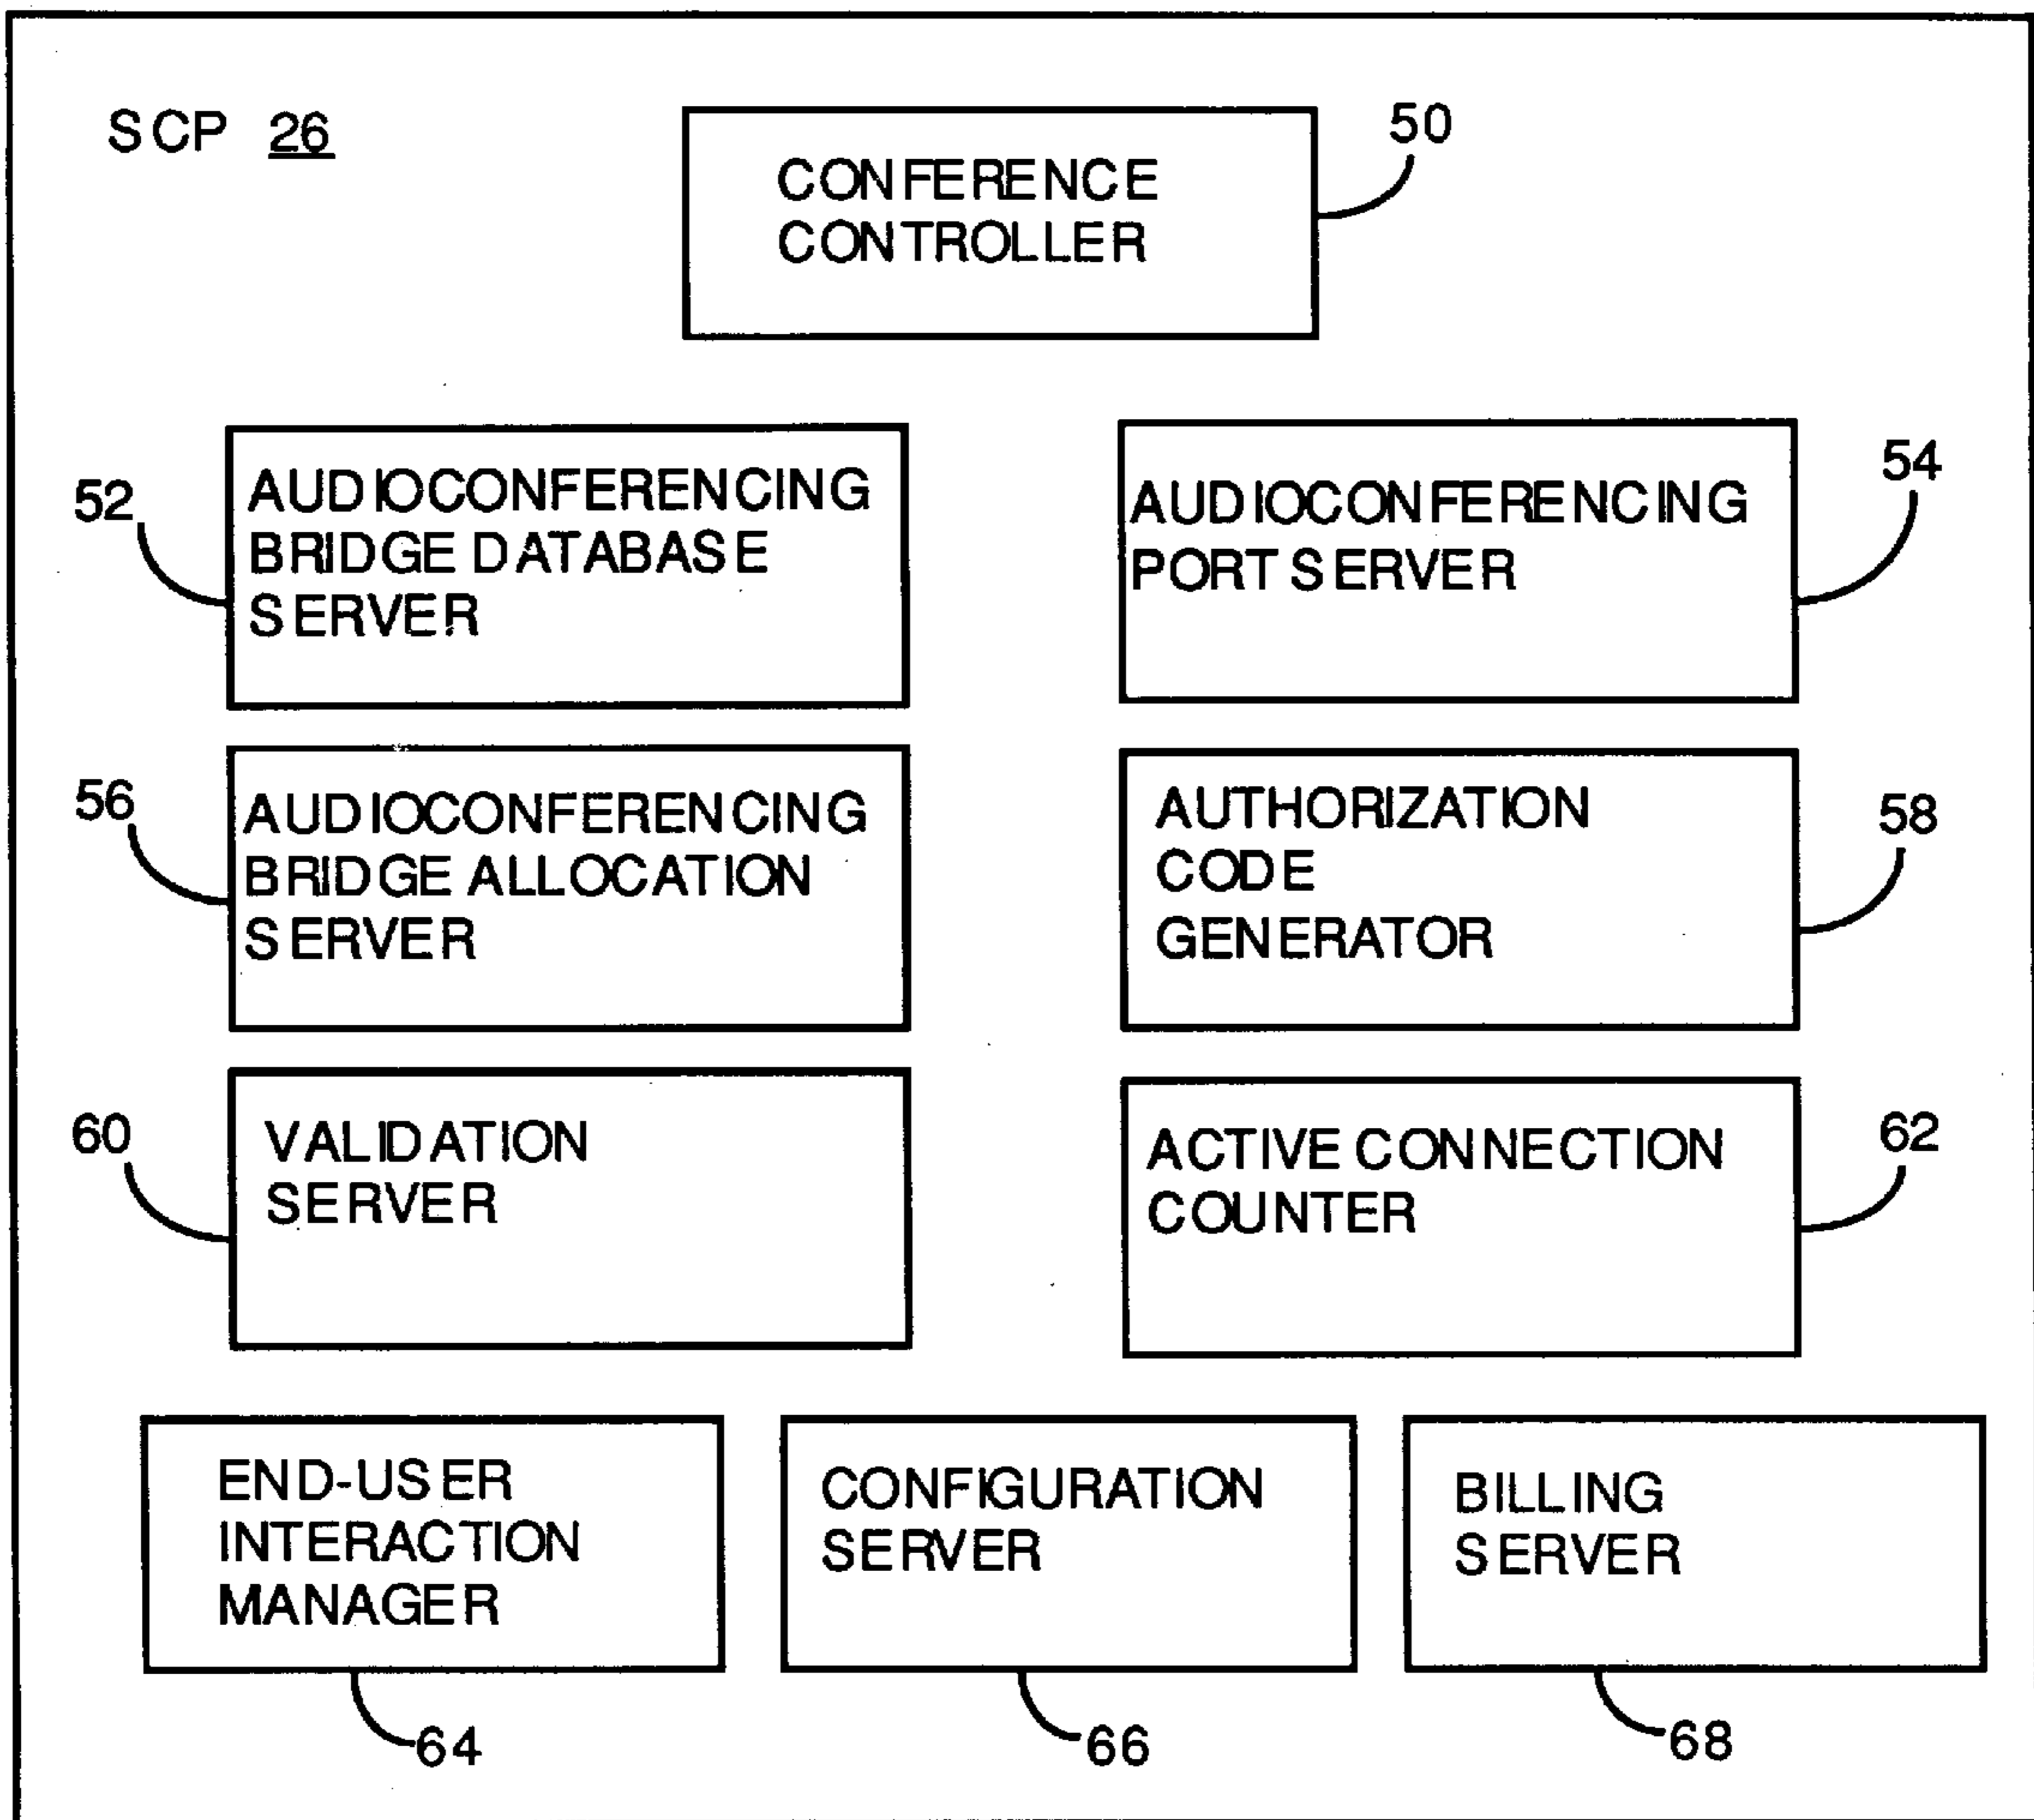 SCP 26
50
CONFERENCE
CONTROLLER
52
AUDIOCONFERENCING
BRIDGE DATABASE
SERVER
54
AUDIOCONFERENCING
PORT SERVER
56
AUDIOCONFERENCING
BRIDGE ALLOCATION
SERVER
58
AUTHORIZATION
CODE
GENERATOR
60
VALIDATION
SERVER
62
ACTIVE CONNECTION
COUNTER
END-USER
INTERACTION
MANAGER
64
CONFIGURATION
SERVER
66
BILLING
SERVER
68